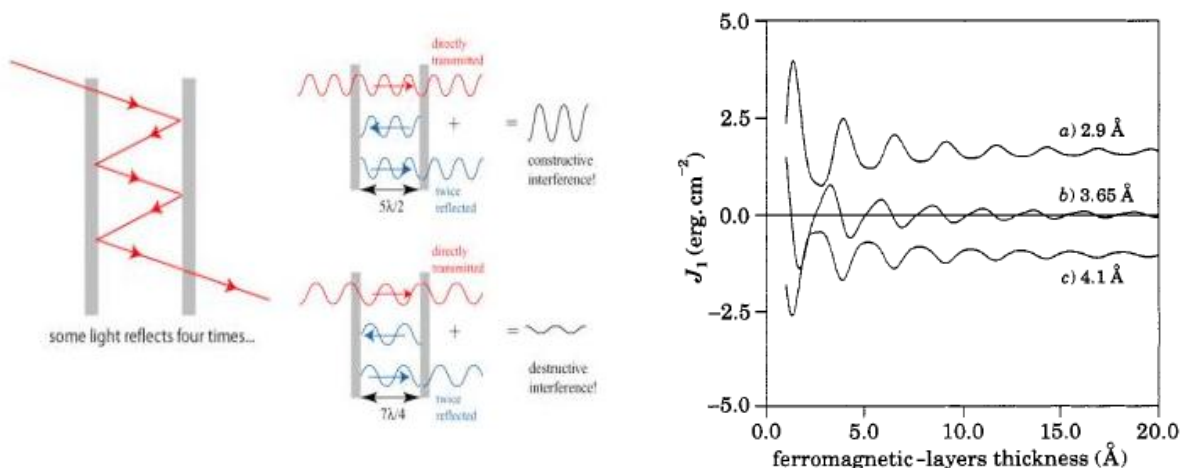 directly
transmitted
+
= 
constructive
interference!
twice
reflected
5λ/2
some light reflects four times...
directly
transmitted
+
=
destructive
interference!
twice
reflected
7λ/4
5.0
2.5
0.0
−2.5
−5.0
J₁ (erg. cm⁻²)
a) 2.9 Å
b) 3.65 Å
c) 4.1 Å
0.0 5.0 10.0 15.0 20.0
ferromagnetic-layers thickness (Å)